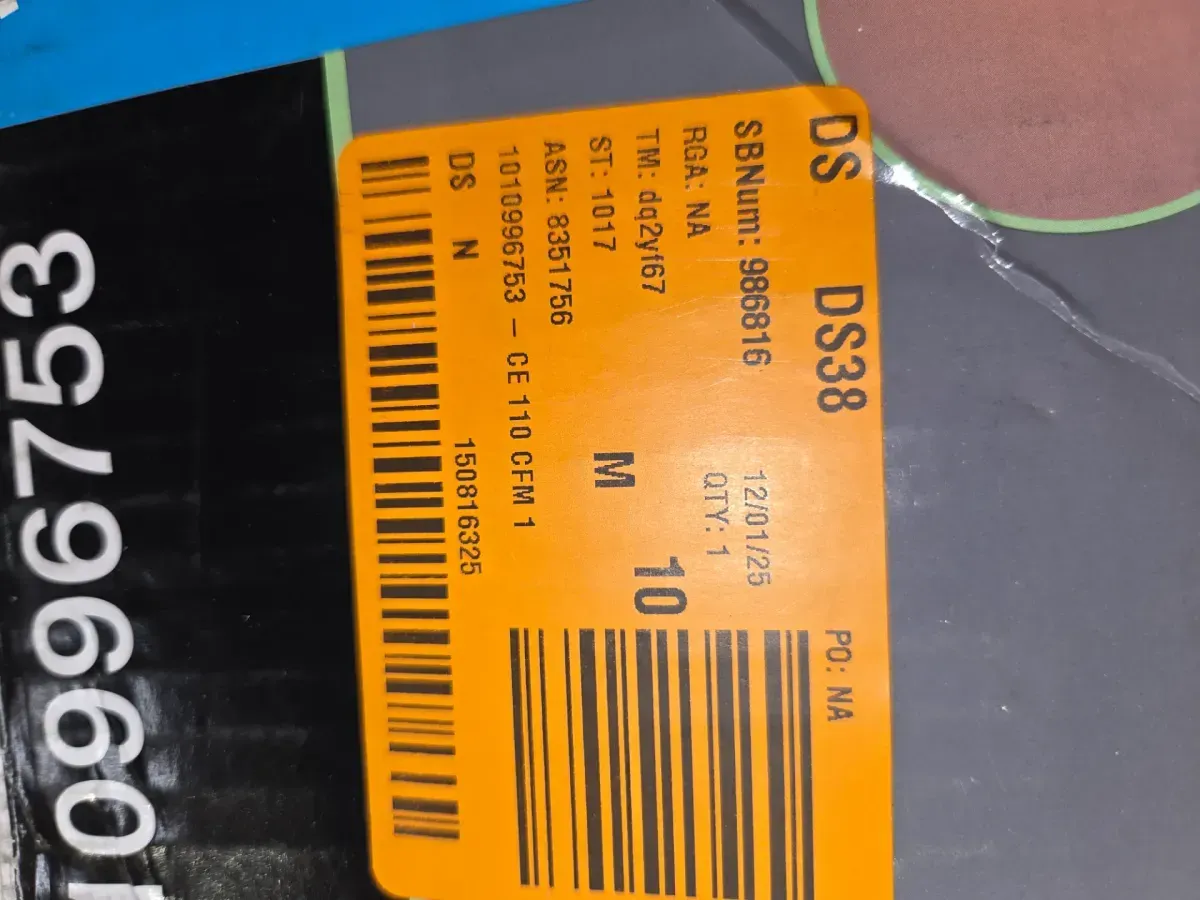 DS DS38 PO: NA
SBNum: 986816 12/01/25
RGA: NA QTY: 1
TM: dq2yf67 10
ST: 1017 M
ASN: 8351756
1010996753 – CE 110 CFM 1
DS N 150816325
10996753